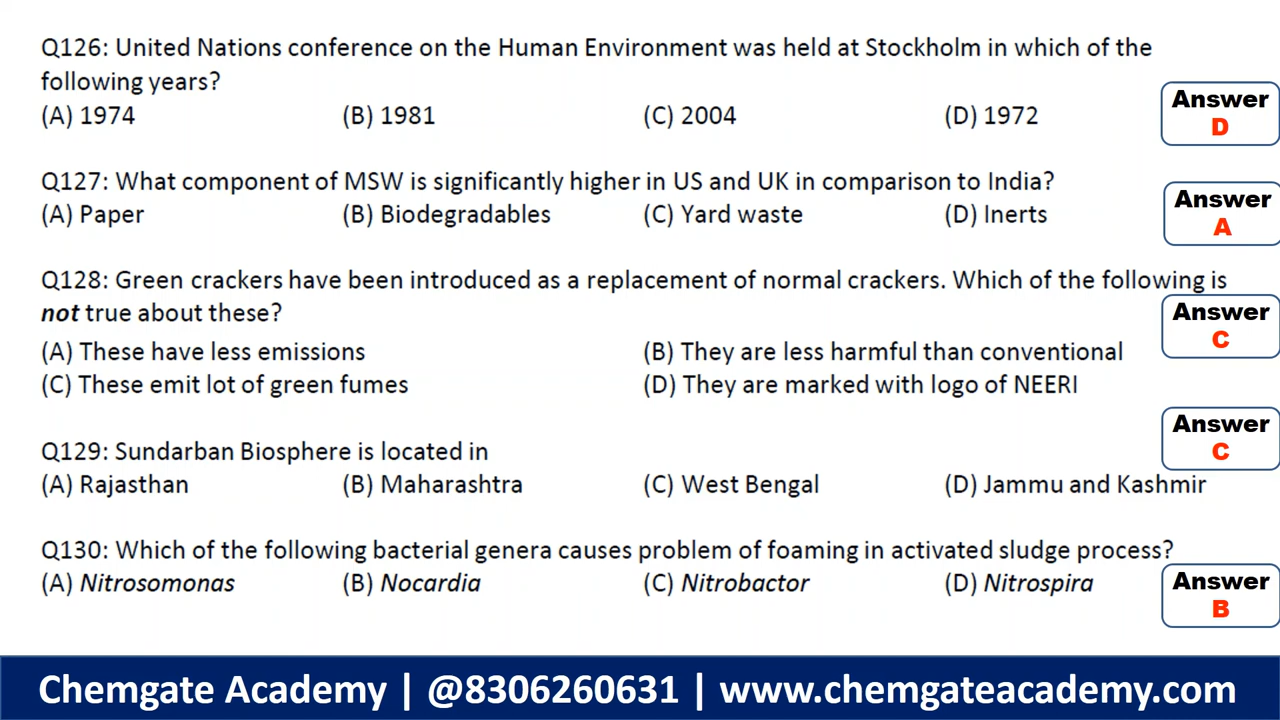 Q126: United Nations conference on the Human Environment was held at Stockholm in which of the
following years?
(A) 1974 (B) 1981 (C) 2004 (D) 1972
Answer
D
Q127: What component of MSW is significantly higher in US and UK in comparison to India?
(A) Paper (B) Biodegradables (C) Yard waste (D) Inerts
Answer
A
Q128: Green crackers have been introduced as a replacement of normal crackers. Which of the following is
not true about these?
(A) These have less emissions (B) They are less harmful than conventional
(C) These emit lot of green fumes (D) They are marked with logo of NEERI
Answer
C
Q129: Sundarban Biosphere is located in
(A) Rajasthan (B) Maharashtra (C) West Bengal (D) Jammu and Kashmir
Answer
C
Q130: Which of the following bacterial genera causes problem of foaming in activated sludge process?
(A) Nitrosomonas (B) Nocardia (C) Nitrobactor (D) Nitrospira
Answer
B
Chemgate Academy | @8306260631 | www.chemgateacademy.com